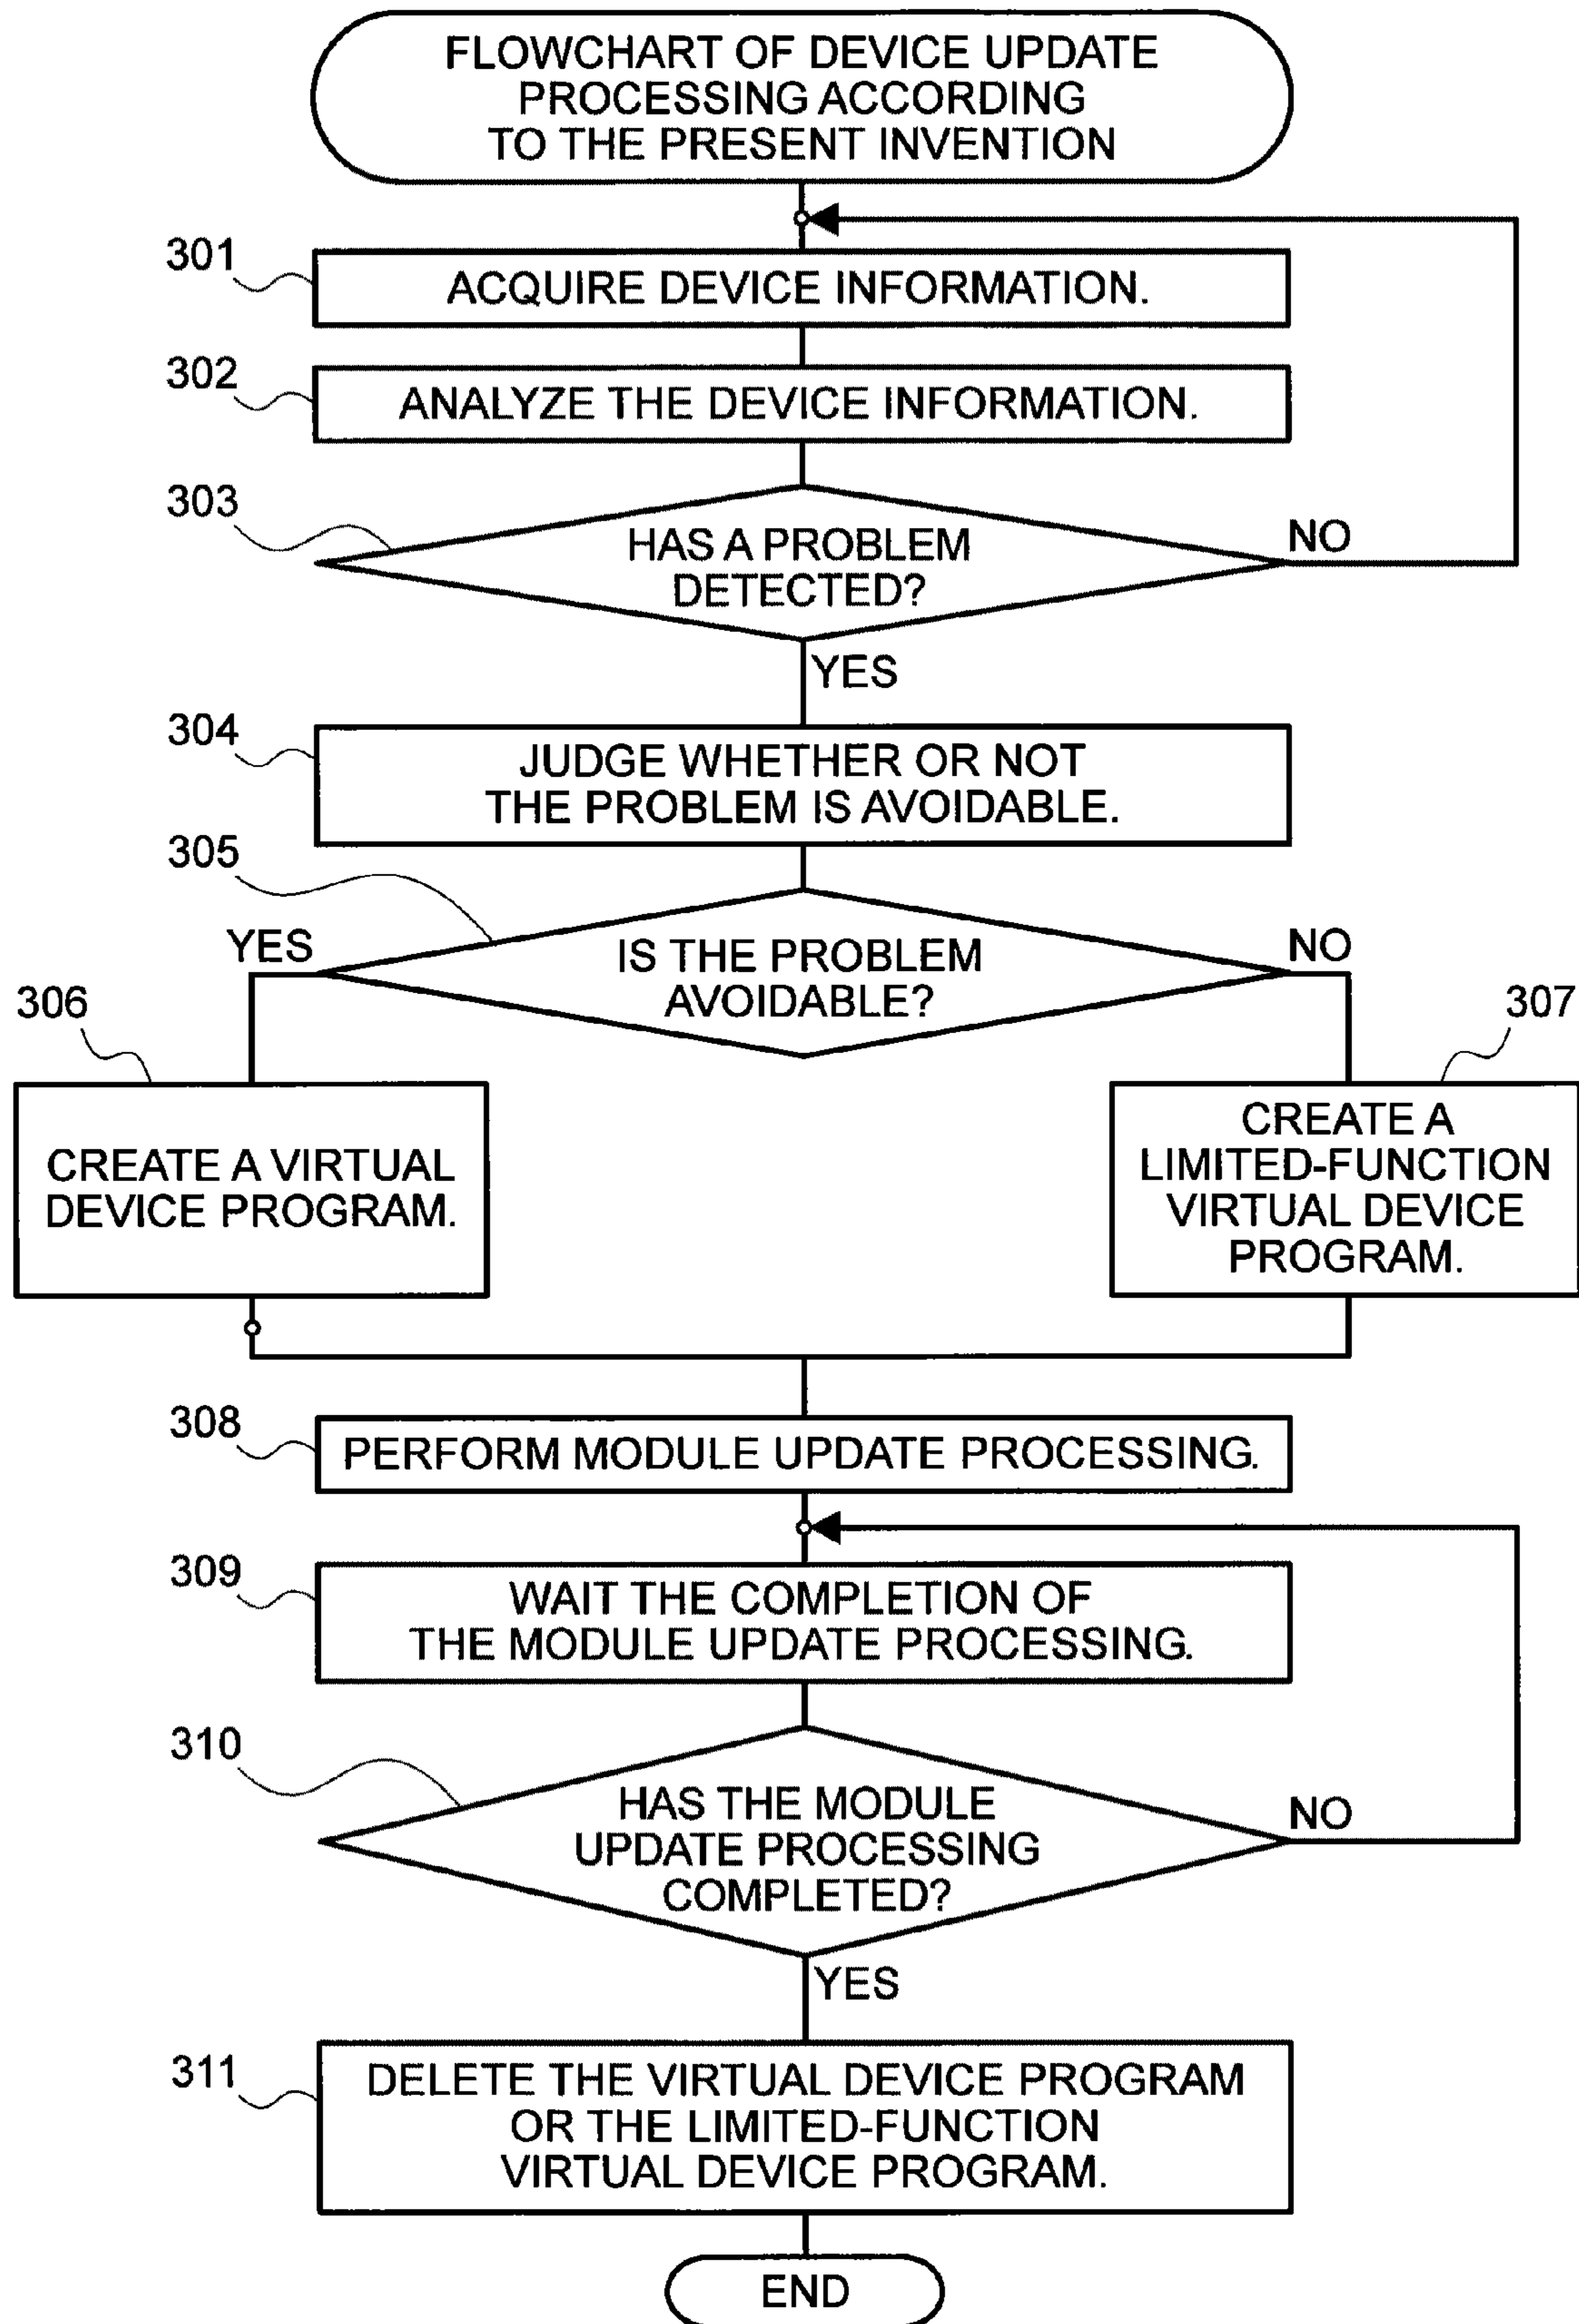 FLOWCHART OF DEVICE UPDATE
PROCESSING ACCORDING
TO THE PRESENT INVENTION
301
ACQUIRE DEVICE INFORMATION.
302
ANALYZE THE DEVICE INFORMATION.
303
HAS A PROBLEM
DETECTED?
NO
YES
304
JUDGE WHETHER OR NOT
THE PROBLEM IS AVOIDABLE.
305
YES
IS THE PROBLEM
AVOIDABLE?
NO
306
307
CREATE A VIRTUAL
DEVICE PROGRAM.
CREATE A
LIMITED-FUNCTION
VIRTUAL DEVICE
PROGRAM.
308
PERFORM MODULE UPDATE PROCESSING.
309
WAIT THE COMPLETION OF
THE MODULE UPDATE PROCESSING.
310
HAS THE MODULE
UPDATE PROCESSING
COMPLETED?
NO
YES
311
DELETE THE VIRTUAL DEVICE PROGRAM
OR THE LIMITED-FUNCTION
VIRTUAL DEVICE PROGRAM.
END